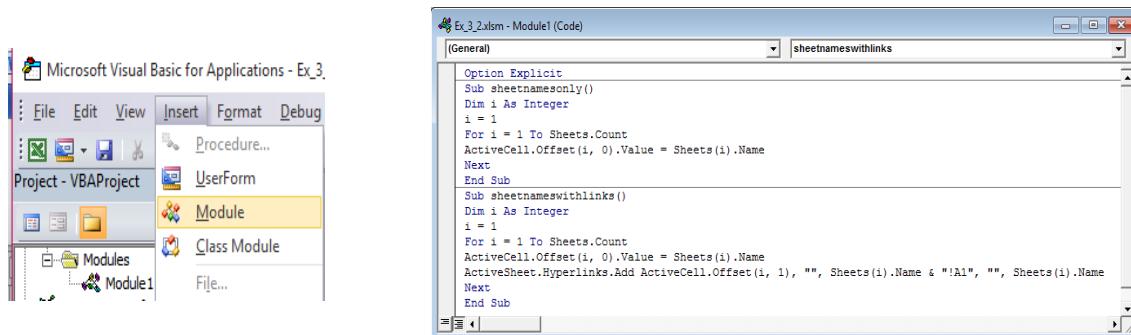 Microsoft Visual Basic for Applications - Ex_3_
File Edit View Insert Format Debug
Procedure...
Project - VBAProject
UserForm
Module
Class Module
Modules
Module1
File...
Ex_3_2.xlsm - Module1 (Code)
(General) sheetnameswithlinks
Option Explicit
Sub sheetnamesonly()
Dim i As Integer
i = 1
For i = 1 To Sheets.Count
ActiveCell.Offset(i, 0).Value = Sheets(i).Name
Next
End Sub
Sub sheetnameswithlinks()
Dim i As Integer
i = 1
For i = 1 To Sheets.Count
ActiveCell.Offset(i, 0).Value = Sheets(i).Name
ActiveSheet.Hyperlinks.Add ActiveCell.Offset(i, 1), "", Sheets(i).Name & "!A1", "", Sheets(i).Name
Next
End Sub